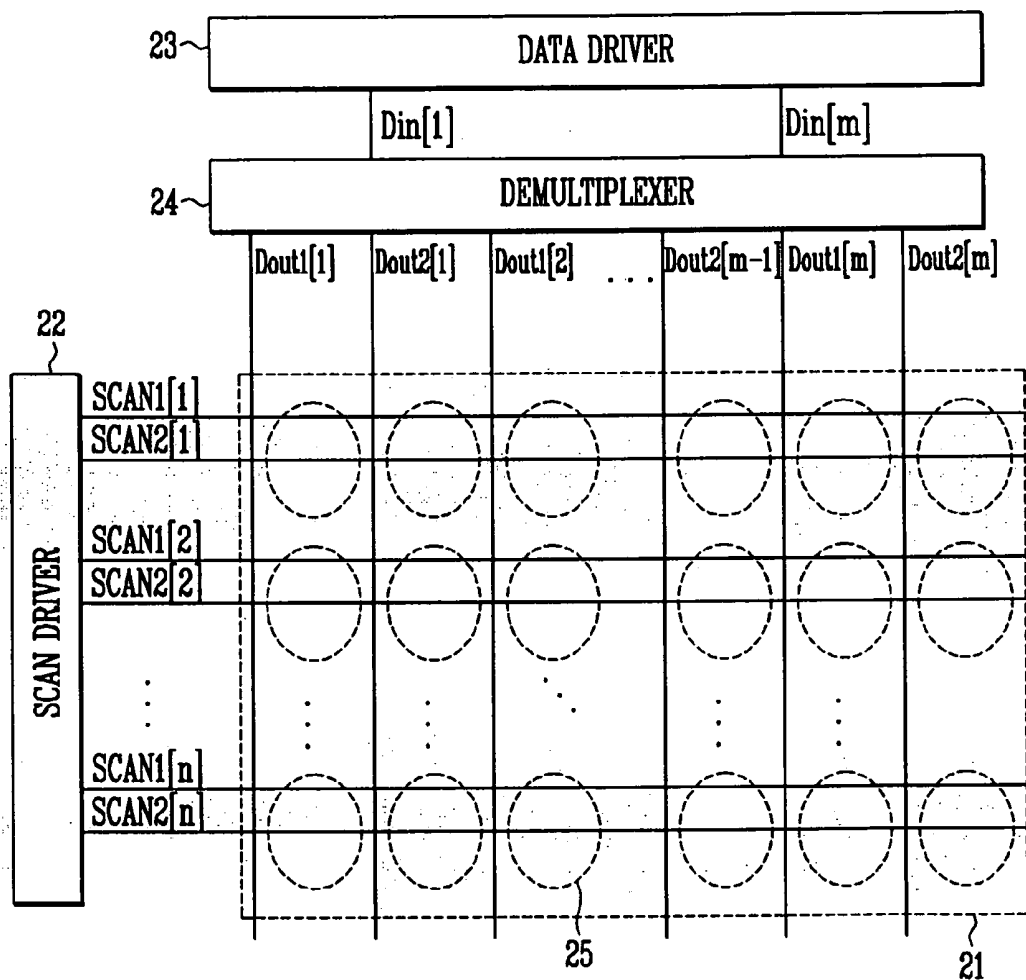 23
DATA DRIVER
Din[1] Din[m]
24
DEMULTIPLEXER
Dout1[1] Dout2[1] Dout1[2] ... Dout2[m-1] Dout1[m] Dout2[m]
22
SCAN DRIVER
SCAN1[1]
SCAN2[1]
SCAN1[2]
SCAN2[2]
SCAN1[n]
SCAN2[n]
25
21